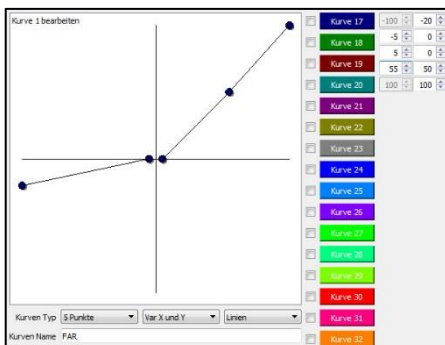 Kurve 1 bearbeiten
Kurve 17 -100 -20
Kurve 18 -5 0
Kurve 19 5 0
Kurve 20 55 50
Kurve 21 100 100
Kurve 22
Kurve 23
Kurve 24
Kurve 25
Kurve 26
Kurve 27
Kurve 28
Kurve 29
Kurve 30
Kurve 31
Kurve 32
Kurven Typ 5 Punkte Var X und Y Linien
Kurven Name FAR